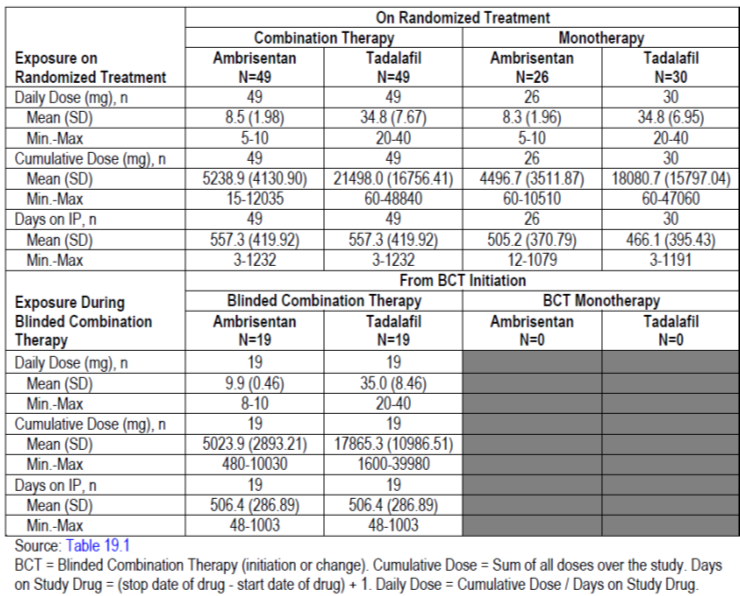 On Randomized Treatment
Combination Therapy Monotherapy
Exposure on Ambrisentan Tadalafil Ambrisentan Tadalafil
Randomized Treatment N=49 N=49 N=26 N=30
Daily Dose (mg), n 49 49 26 30
Mean (SD) 8.5 (1.98) 34.8 (7.67) 8.3 (1.96) 34.8 (6.95)
Min.-Max 5-10 20-40 5-10 20-40
Cumulative Dose (mg), n 49 49 26 30
Mean (SD) 5238.9 (4130.90) 21498.0 (16756.41) 4496.7 (3511.87) 18080.7 (15797.04)
Min.-Max 15-12035 60-48840 60-10510 60-47060
Days on IP, n 49 49 26 30
Mean (SD) 557.3 (419.92) 557.3 (419.92) 505.2 (370.79) 466.1 (395.43)
Min.-Max 3-1232 3-1232 12-1079 3-1191
From BCT Initiation
Exposure During Blinded Combination Therapy BCT Monotherapy
Blinded Combination Ambrisentan Tadalafil Ambrisentan Tadalafil
Therapy N=19 N=19 N=0 N=0
Daily Dose (mg), n 19 19
Mean (SD) 9.9 (0.46) 35.0 (8.46)
Min.-Max 8-10 20-40
Cumulative Dose (mg), n 19 19
Mean (SD) 5023.9 (2893.21) 17865.3 (10986.51)
Min.-Max 480-10030 1600-39980
Days on IP, n 19 19
Mean (SD) 506.4 (286.89) 506.4 (286.89)
Min.-Max 48-1003 48-1003
Source: Table 19.1
BCT = Blinded Combination Therapy (initiation or change). Cumulative Dose = Sum of all doses over the study. Days
on Study Drug = (stop date of drug - start date of drug) + 1. Daily Dose = Cumulative Dose / Days on Study Drug.